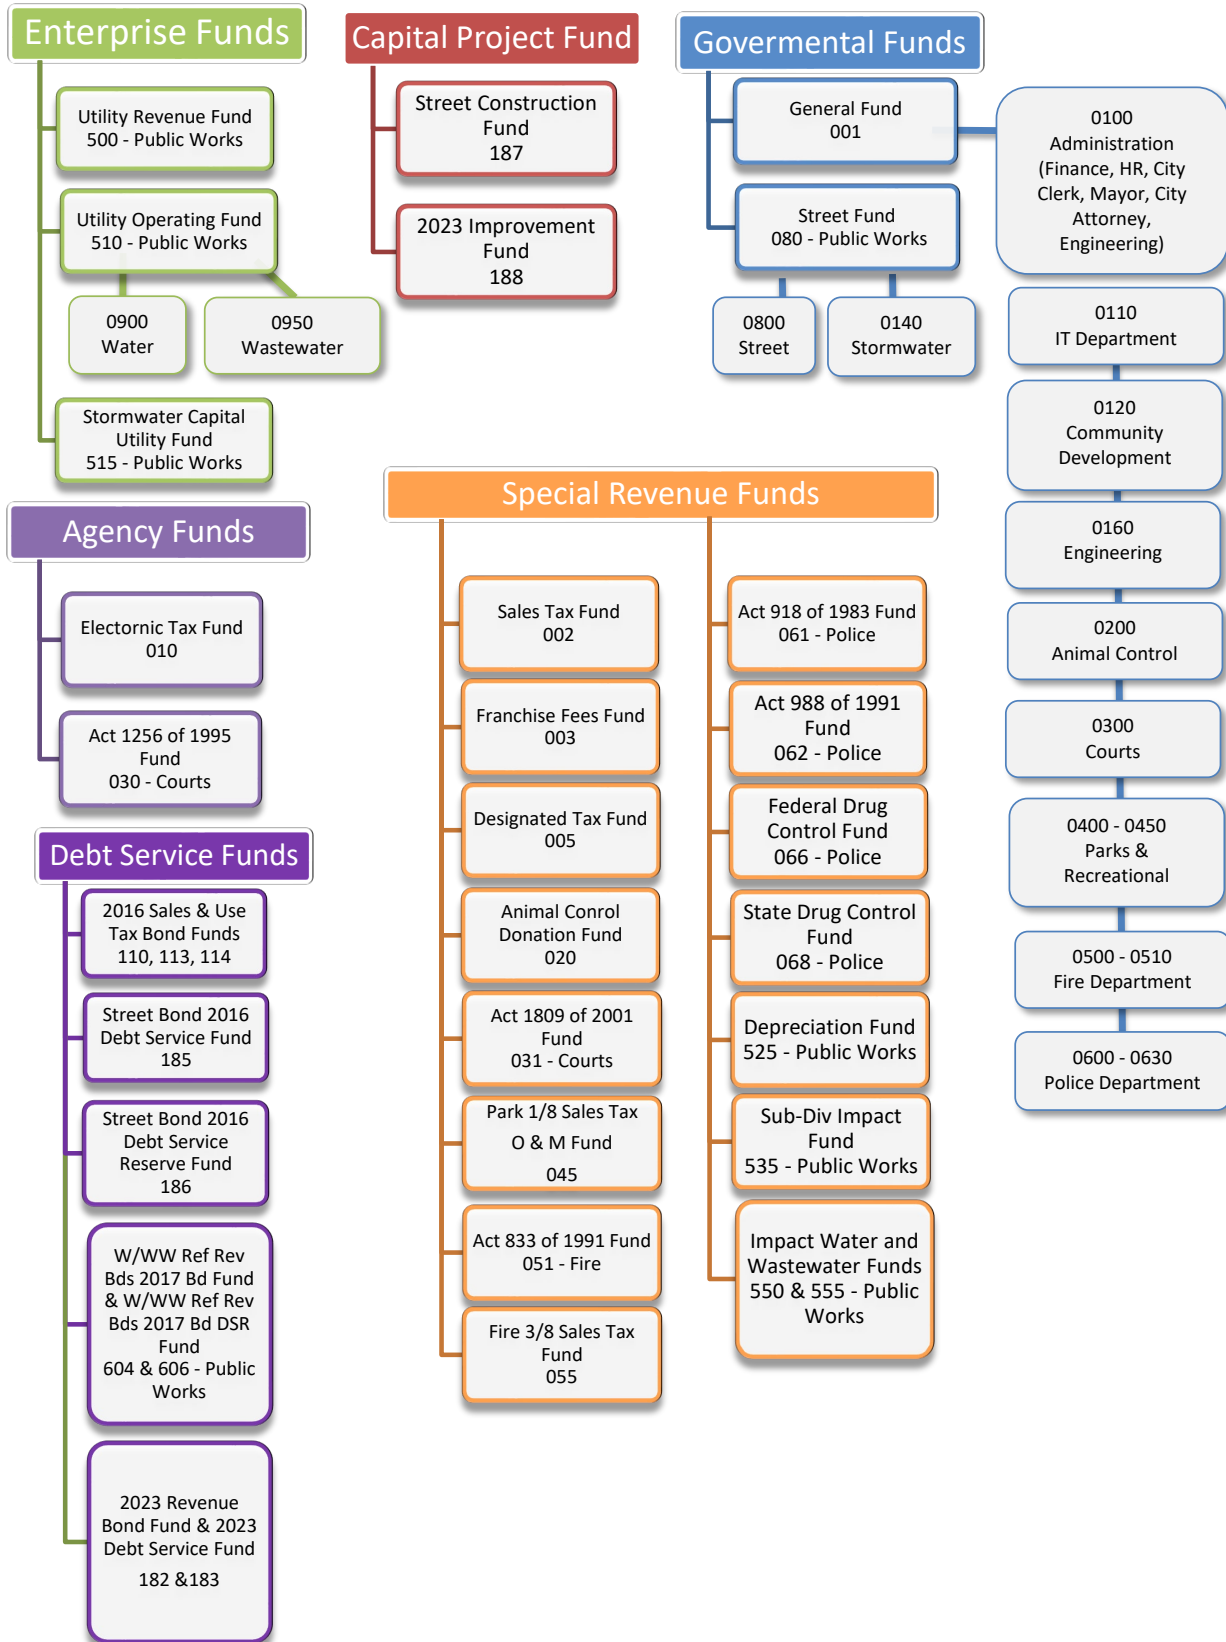 Enterprise Funds
Utility Revenue Fund
500 - Public Works
Utility Operating Fund
510 - Public Works
0900
Water
0950
Wastewater
Stormwater Capital
Utility Fund
515 - Public Works
Capital Project Fund
Street Construction
Fund
187
2023 Improvement
Fund
188
Govermental Funds
General Fund
001
Street Fund
080 - Public Works
0800
Street
0140
Stormwater
0100
Administration
(Finance, HR, City
Clerk, Mayor, City
Attorney,
Engineering)
0110
IT Department
0120
Community
Development
0160
Engineering
0200
Animal Control
0300
Courts
0400 - 0450
Parks &
Recreational
0500 - 0510
Fire Department
0600 - 0630
Police Department
Agency Funds
Electornic Tax Fund
010
Act 1256 of 1995
Fund
030 - Courts
Debt Service Funds
2016 Sales & Use
Tax Bond Funds
110, 113, 114
Street Bond 2016
Debt Service Fund
185
Street Bond 2016
Debt Service
Reserve Fund
186
W/WW Ref Rev
Bds 2017 Bd Fund
& W/WW Ref Rev
Bds 2017 Bd DSR
Fund
604 & 606 - Public
Works
2023 Revenue
Bond Fund & 2023
Debt Service Fund
182 &183
Special Revenue Funds
Sales Tax Fund
002
Franchise Fees Fund
003
Designated Tax Fund
005
Animal Conrol
Donation Fund
020
Act 1809 of 2001
Fund
031 - Courts
Park 1/8 Sales Tax
O & M Fund
045
Act 833 of 1991 Fund
051 - Fire
Fire 3/8 Sales Tax
Fund
055
Act 918 of 1983 Fund
061 - Police
Act 988 of 1991
Fund
062 - Police
Federal Drug
Control Fund
066 - Police
State Drug Control
Fund
068 - Police
Depreciation Fund
525 - Public Works
Sub-Div Impact
Fund
535 - Public Works
Impact Water and
Wastewater Funds
550 & 555 - Public
Works